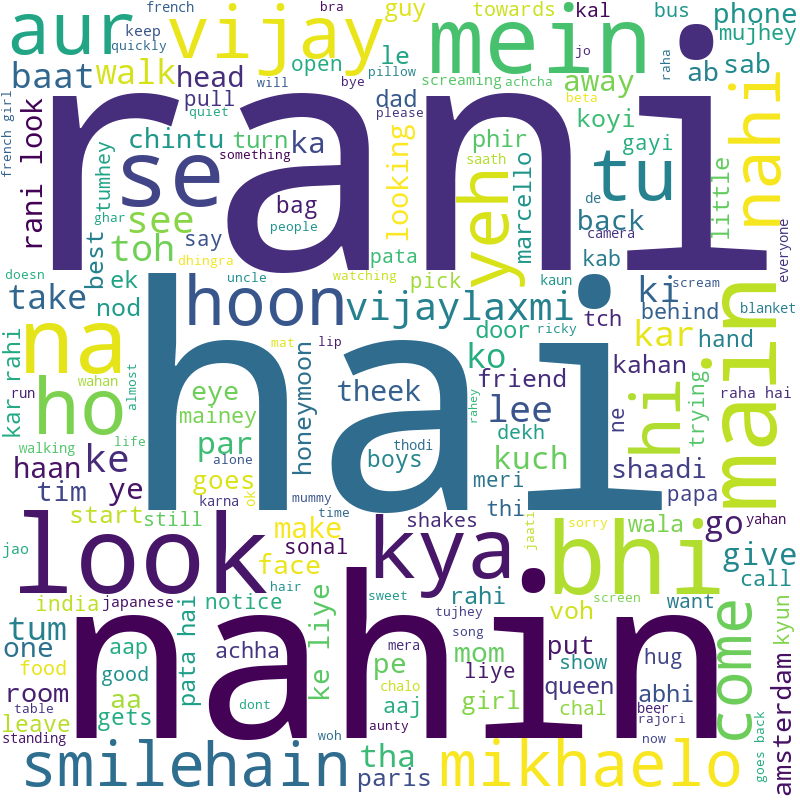 french
bra
guy
towards
kal
bus
phone
aur
vijay
mein
keep
quickly
open
le
jo
raha
ab
sab
mujhey
baat
walk
head
will
bye
pillow
screaming
achcha
away
pull
dad
please
beta
koyi
rani
french girl
rani look
chintu
quiet
turn
ka
something
looking
phir
saath
gayi
tu
nahi
little
tumhey
se
yeh
marcello
ghar
see
bag
people
de
back
camera
everyone
best
toh
say
dhingra
pata
kab
doesn
ek
uncle
watching
pick
kaun
scream
take
nod
hoon
vijaylaxmi
ki
behind
blanket
tch
na
mat
lip
door
ricky
kar
hand
main
kar rahi
hai
honeymoon
ko
friend
kahan
wahan
almost
eye
theek
rahey
lee
ne
hi
trying
raha hai
run
ho
mainey
par
thodi
dekh
boys
kuch
walking
life
alone
haan
ke
goes
meri
shaadi
tim
ye
karna
ok
mummy
thi
papa
start
still
time
make
shakes
look
kya
jaati
sorry
wala
go
yahan
bhi
jao
face
sonal
give
call
hair
sweet
rahi
screen
india
japanese
notice
ke liye
tujhey
voh
want
kyun
come
tum
pata hai
mera
song
one
aap
achha
nahin
mom
put
show
hug
food
good
pe
liye
queen
abhi
room
aa
chalo
girl
amsterdam
table
gets
dont
aaj
chal
beer
leave
aunty
rajori
standing
woh
now
goes back
smilehain
tha
mikhaelo
paris